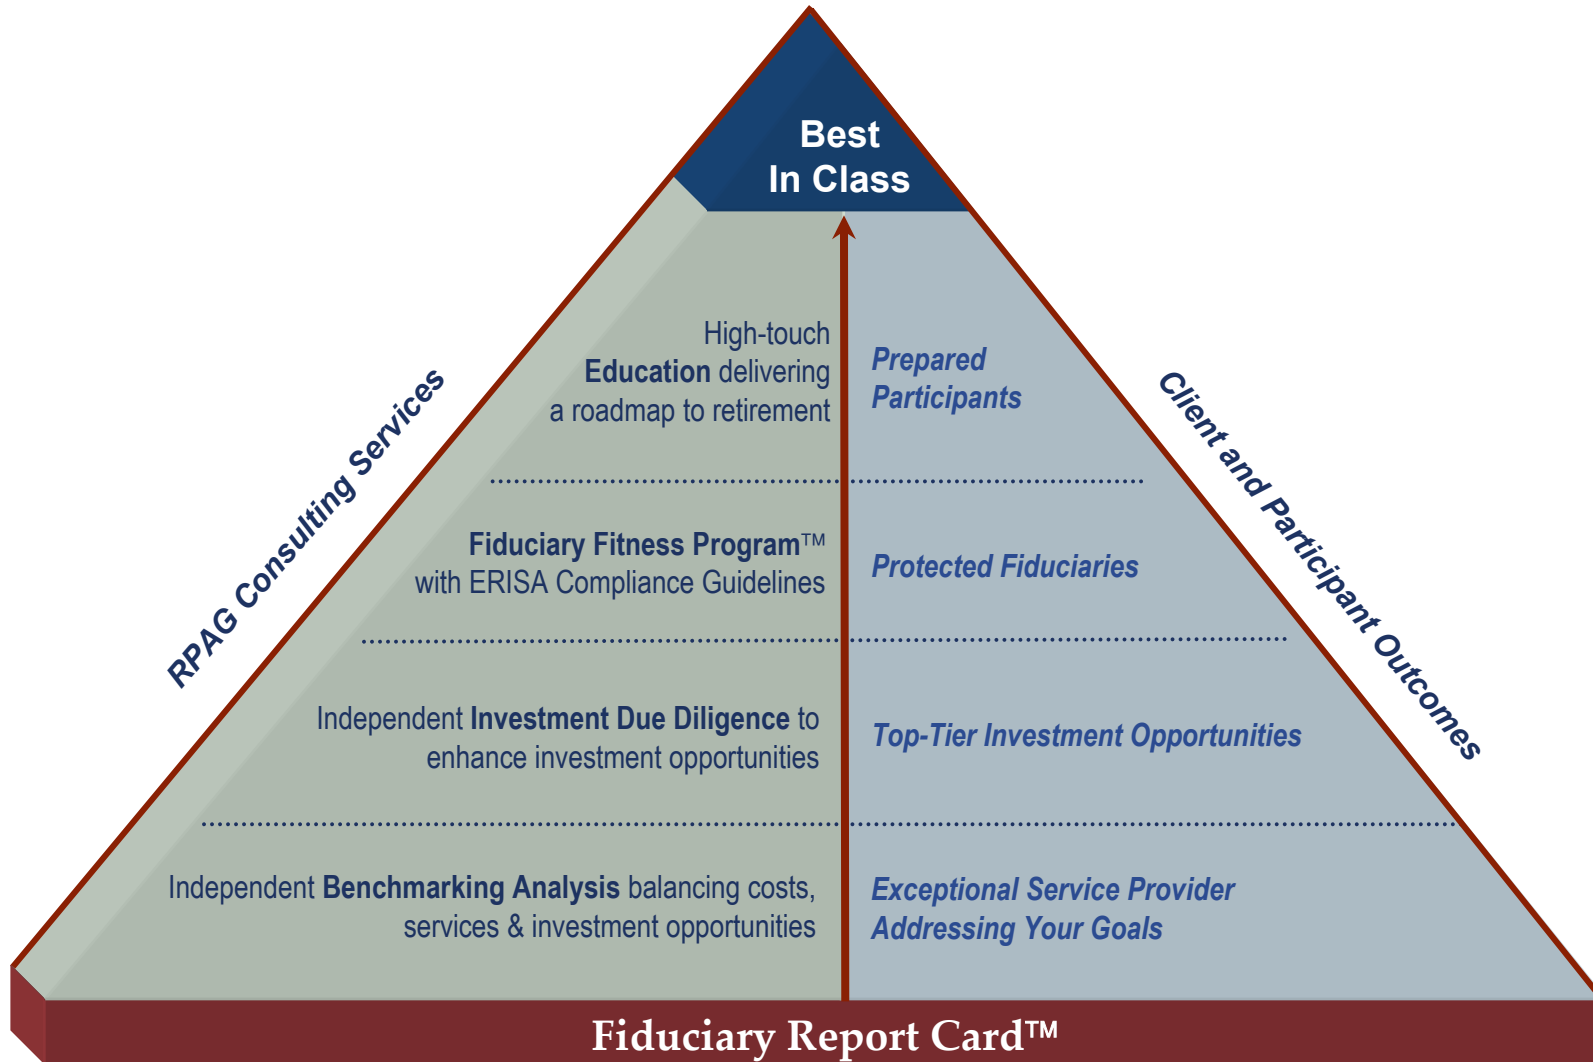 Best
In Class
RPAG Consulting Services
Client and Participant Outcomes
High-touch
Education delivering
a roadmap to retirement
Prepared
Participants
Fiduciary Fitness Program™
with ERISA Compliance Guidelines
Protected Fiduciaries
Independent Investment Due Diligence to
enhance investment opportunities
Top-Tier Investment Opportunities
Independent Benchmarking Analysis balancing costs,
services & investment opportunities
Exceptional Service Provider
Addressing Your Goals
Fiduciary Report Card™